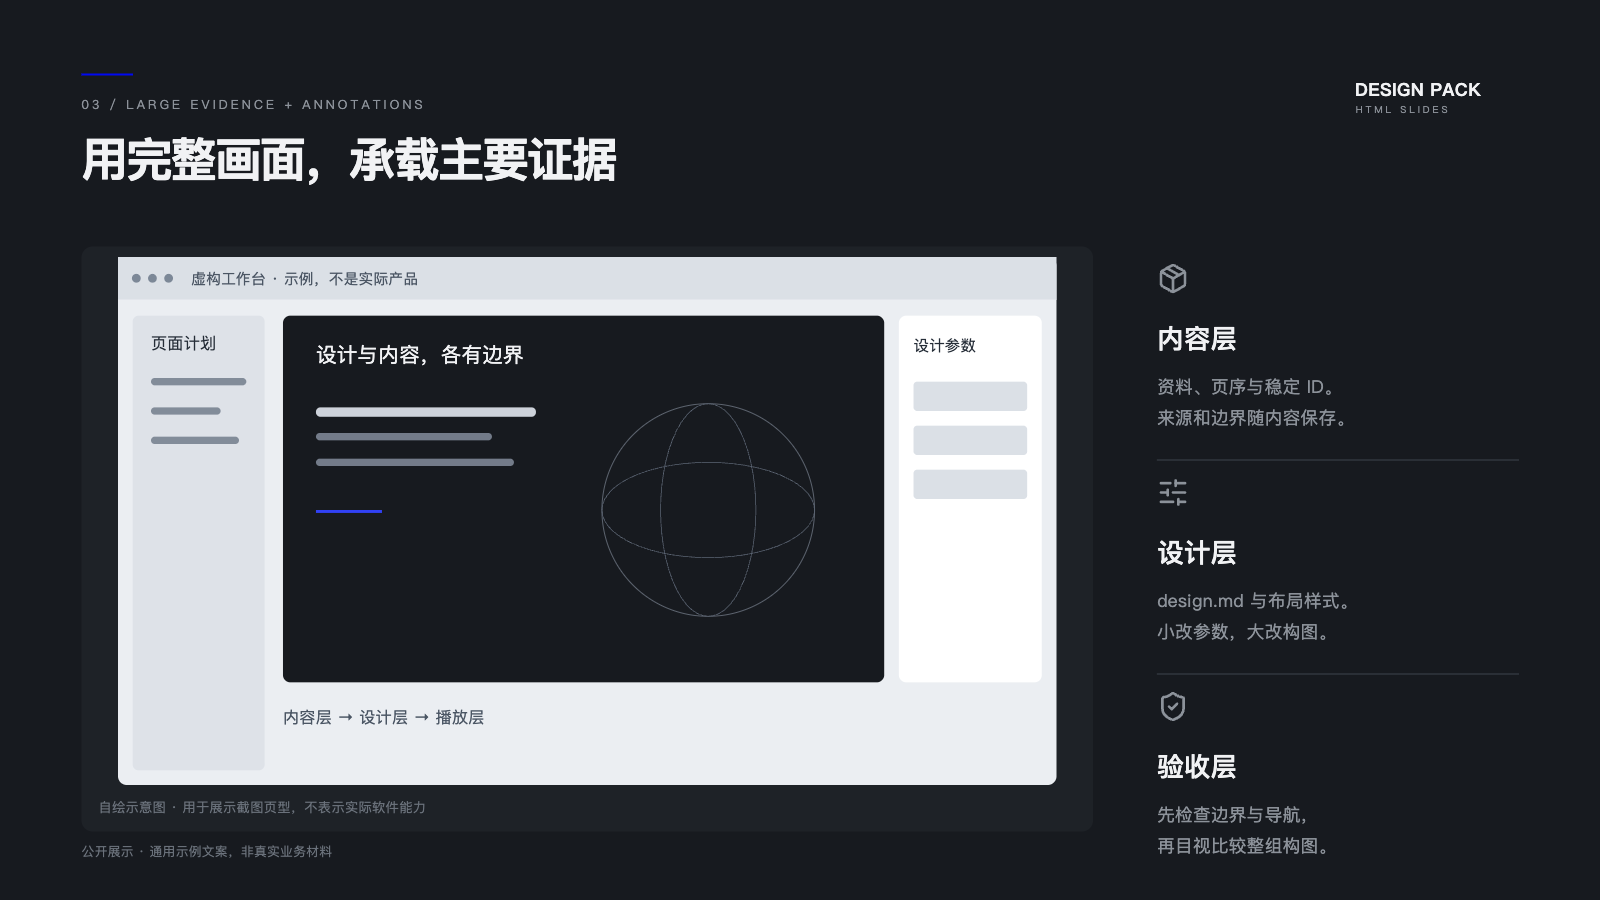 03 / LARGE EVIDENCE + ANNOTATIONS
用完整画面，承载主要证据
DESIGN PACK
HTML SLIDES
虚构工作台 · 示例，不是实际产品
页面计划
设计与内容，各有边界
设计参数
内容层 → 设计层 → 播放层
自绘示意图 · 用于展示截图页型，不表示实际软件能力
内容层
资料、页序与稳定 ID。
来源和边界随内容保存。
设计层
design.md 与布局样式。
小改参数，大改构图。
验收层
先检查边界与导航，
再目视比较整组构图。
公开展示 · 通用示例文案，非真实业务材料